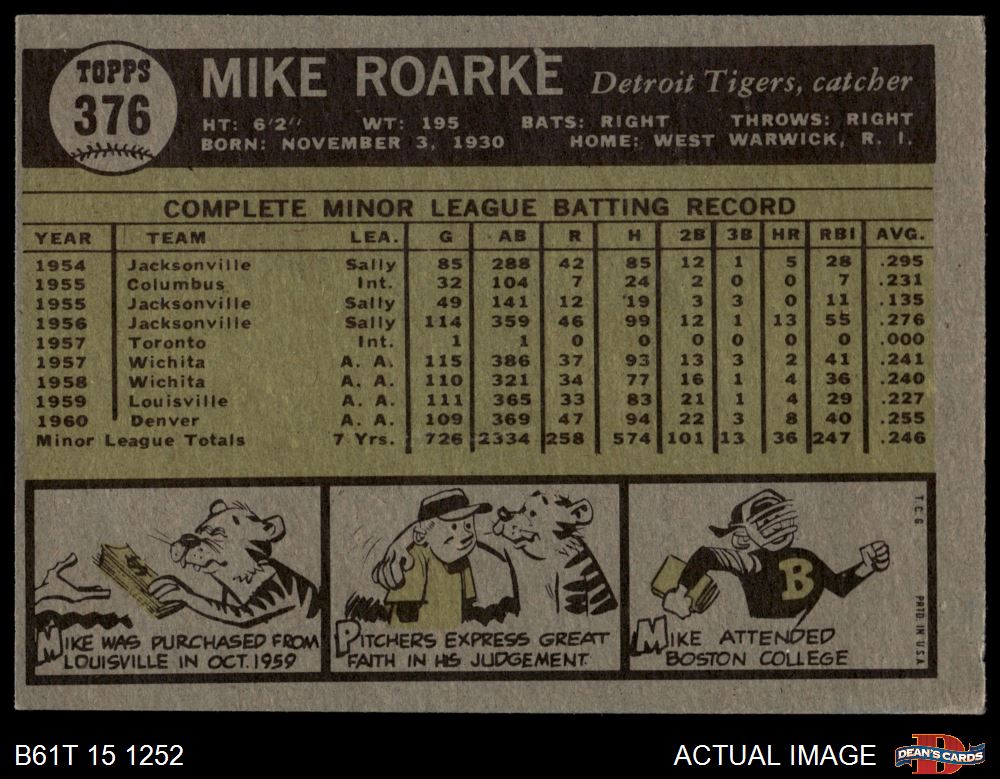 TOPPS
376
MIKE ROARKE Detroit Tigers, catcher
HT: 6'2" WT: 195 BATS: RIGHT THROWS: RIGHT
BORN: NOVEMBER 3, 1930 HOME: WEST WARWICK, R. I.
COMPLETE MINOR LEAGUE BATTING RECORD
YEAR TEAM LEA. G AB R H 2B 3B HR RBI AVG.
1954 Jacksonville Sally 85 288 42 85 12 1 5 28 .295
1955 Columbus Int. 32 104 7 24 2 0 0 7 .231
1955 Jacksonville Sally 49 141 12 19 3 3 0 11 .135
1956 Jacksonville Sally 114 359 46 99 12 1 13 55 .276
1957 Toronto Int. 1 1 0 0 0 0 0 0 .000
1957 Wichita A. A. 115 386 37 93 13 3 2 41 .241
1958 Wichita A. A. 110 321 34 77 16 1 4 36 .240
1959 Louisville A. A. 111 365 33 83 21 1 4 29 .227
1960 Denver A. A. 109 369 47 94 22 3 8 40 .255
Minor League Totals 7 Yrs. 726 2334 258 574 101 13 36 247 .246
$$
MIKE WAS PURCHASED FROM
LOUISVILLE IN OCT. 1959
PITCHERS EXPRESS GREAT
FAITH IN HIS JUDGEMENT.
B
MIKE ATTENDED
BOSTON COLLEGE
T.C.G.
PRTD. IN U.S.A.
B61T 15 1252
ACTUAL IMAGE
DEAN'S CARDS